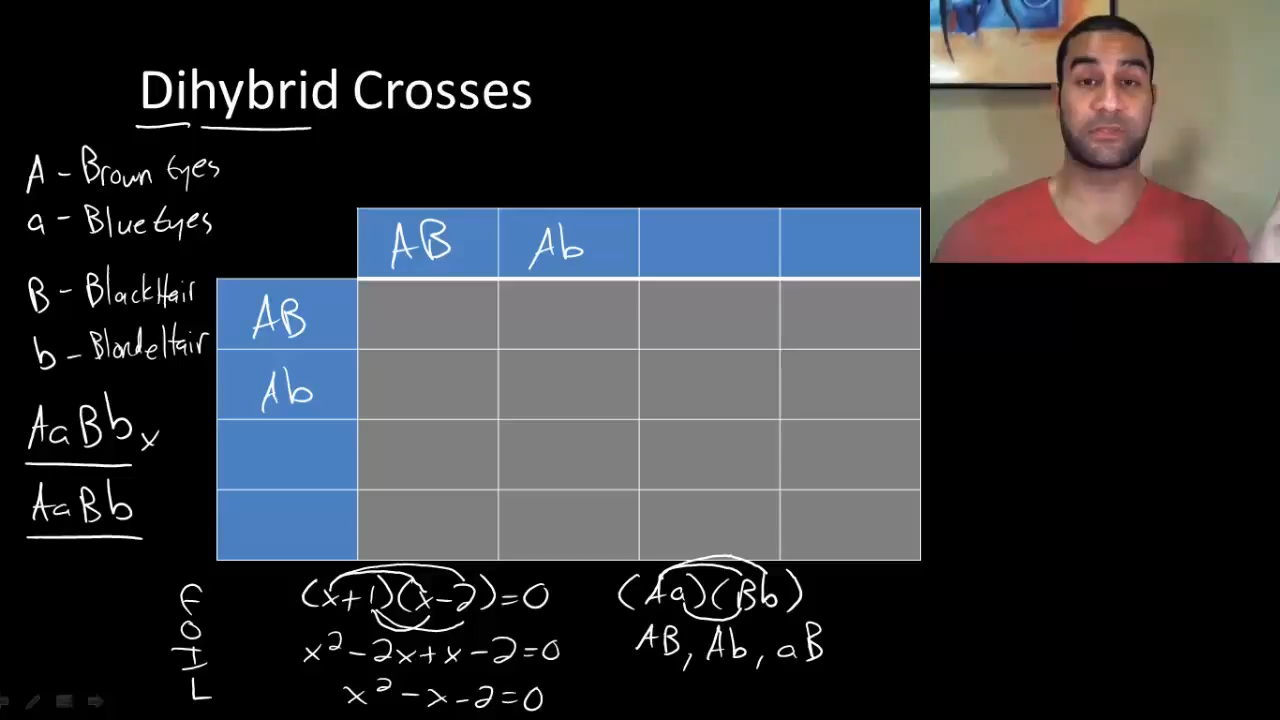 Dihybrid Crosses
A - Brown Eyes
a - Blue Eyes
B - Black Hair
b - Blonde Hair
AaBb x
AaBb
AB Ab
AB
Ab
F
O
I
L
(x+1)(x-2)=0
x²-2x+x-2=0
x²-x-2=0
(Aa)(Bb)
AB, Ab, aB